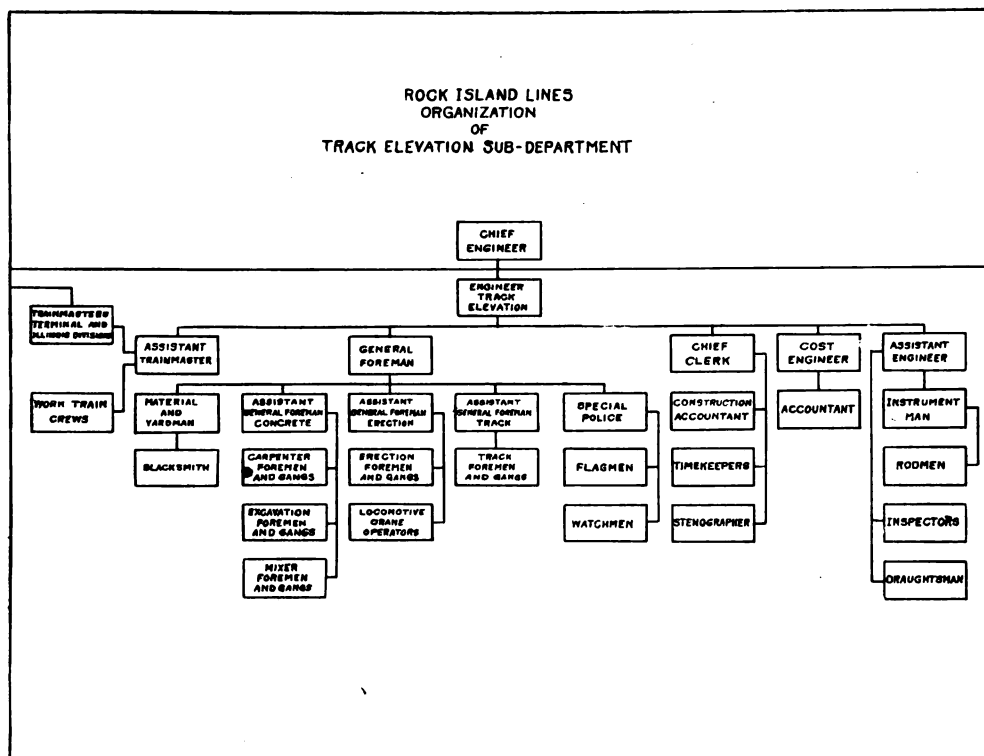 ROCK ISLAND LINES
ORGANIZATION
OF
TRACK ELEVATION SUB-DEPARTMENT
CHIEF
ENGINEER
ENGINEER
TRACK
ELEVATION
TRAINMASTERS
TERMINAL AND
ILLINOIS DIVISIONS
ASSISTANT
TRAINMASTER
GENERAL
FOREMAN
CHIEF
CLERK
COST
ENGINEER
ASSISTANT
ENGINEER
WORK TRAIN
CREWS
MATERIAL
AND
YARDMAN
ASSISTANT
GENERAL FOREMAN
CONCRETE
ASSISTANT
GENERAL FOREMAN
ERECTION
ASSISTANT
GENERAL FOREMAN
TRACK
SPECIAL
POLICE
CONSTRUCTION
ACCOUNTANT
ACCOUNTANT
INSTRUMENT
MAN
BLACKSMITH
CARPENTER
FOREMEN
AND GANGS
ERECTION
FOREMEN
AND GANGS
TRACK
FOREMEN
AND GANGS
FLAGMEN
TIMEKEEPERS
RODMEN
EXCAVATION
FOREMEN
AND GANGS
LOCOMOTIVE
CRANE
OPERATORS
WATCHMEN
STENOGRAPHER
INSPECTORS
MIXER
FOREMEN
AND GANGS
DRAUGHTSMAN